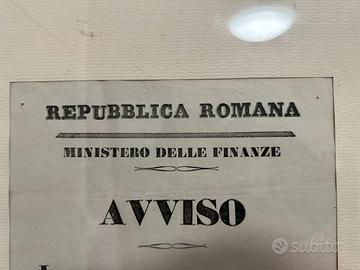 REPUBBLICA ROMANA
MINISTERO DELLE FINANZE
AVVISO
subito